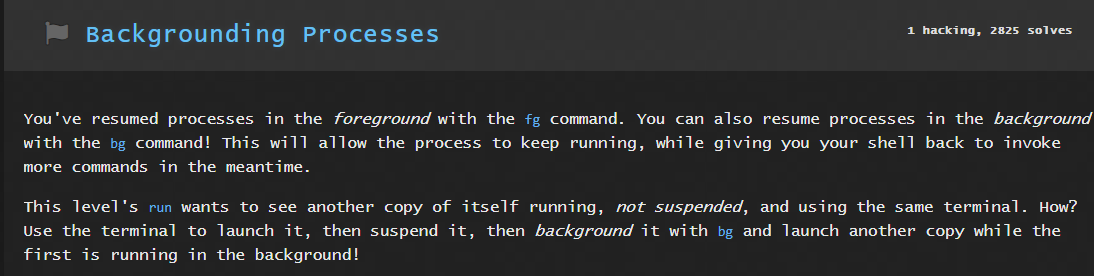 Backgrounding Processes
1 hacking, 2825 solves
You've resumed processes in the foreground with the fg command. You can also resume processes in the background
with the bg command! This will allow the process to keep running, while giving you your shell back to invoke
more commands in the meantime.
This level's run wants to see another copy of itself running, not suspended, and using the same terminal. How?
Use the terminal to launch it, then suspend it, then background it with bg and launch another copy while the
first is running in the background!